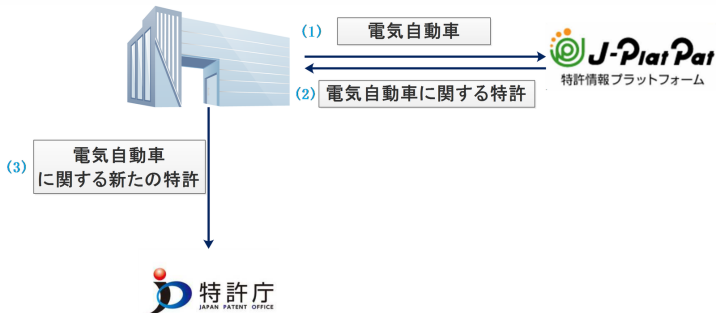 (1) 電気自動車
J-PlatPat
特許情報プラットフォーム
(2) 電気自動車に関する特許
(3) 電気自動車
に関する新たの特許
特許庁
JAPAN PATENT OFFICE